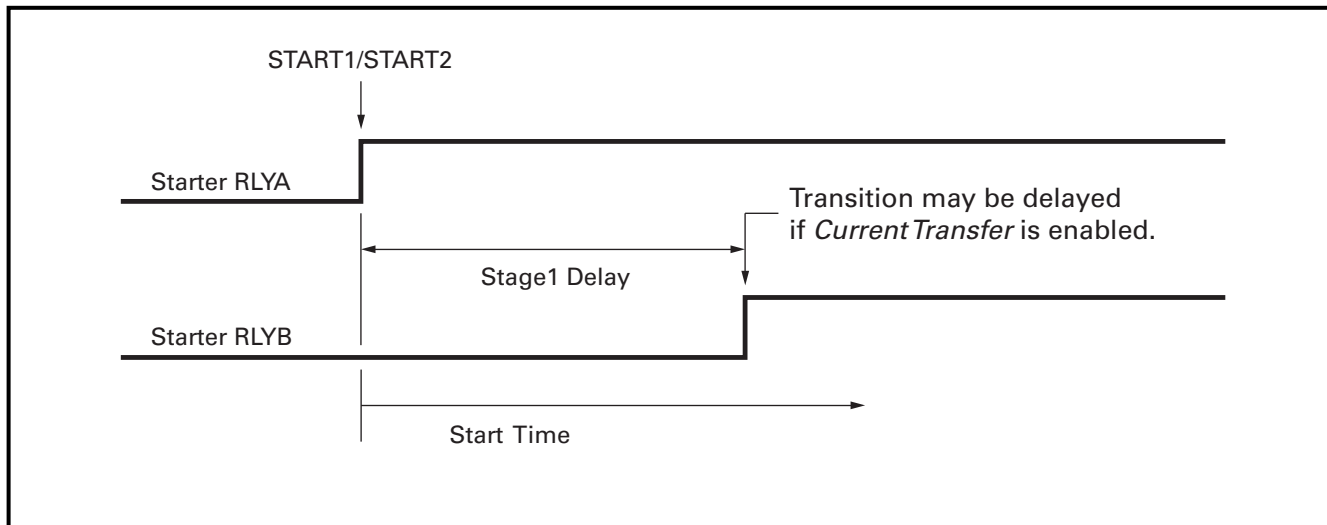 START1/START2
Starter RLYA
Transition may be delayed
if Current Transfer is enabled.
Stage1 Delay
Starter RLYB
Start Time